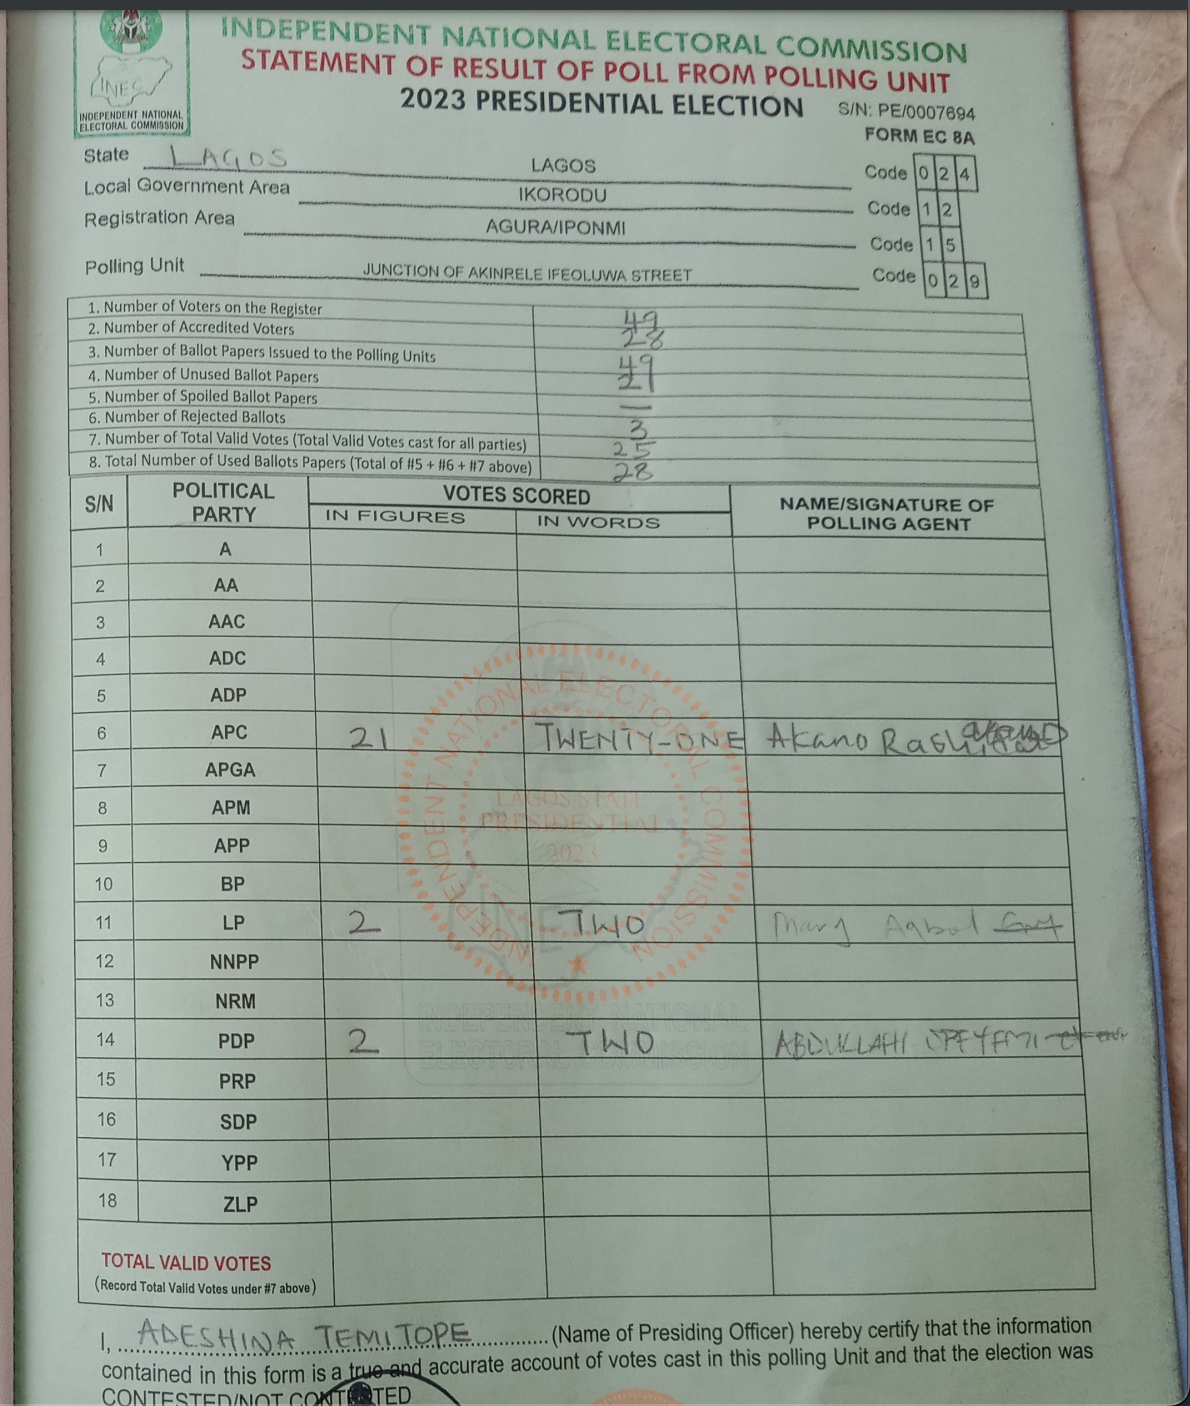 INDEPENDENT NATIONAL ELECTORAL COMMISSION
STATEMENT OF RESULT OF POLL FROM POLLING UNIT
2023 PRESIDENTIAL ELECTION S/N: PE/0007694
FORM EC 8A
INEC
INDEPENDENT NATIONAL
ELECTORAL COMMISSION
State LAGOS LAGOS Code 0 2 4
Local Government Area IKORODU Code 1 2
Registration Area AGURA/IPONMI Code 1 5
Polling Unit JUNCTION OF AKINRELE IFEOLUWA STREET Code 0 2 9
1. Number of Voters on the Register 49
2. Number of Accredited Voters 28
3. Number of Ballot Papers Issued to the Polling Units 49
4. Number of Unused Ballot Papers 21
5. Number of Spoiled Ballot Papers —
6. Number of Rejected Ballots 3
7. Number of Total Valid Votes (Total Valid Votes cast for all parties) 25
8. Total Number of Used Ballots Papers (Total of #5 + #6 + #7 above) 28
S/N POLITICAL PARTY VOTES SCORED NAME/SIGNATURE OF POLLING AGENT
IN FIGURES IN WORDS
1 A
2 AA
3 AAC
4 ADC
5 ADP
6 APC 21 TWENTY-ONE Akano
7 APGA
8 APM
9 APP
10 BP
11 LP 2 TWO Mary
12 NNPP
13 NRM
14 PDP 2 TWO ABDULLAHI
15 PRP
16 SDP
17 YPP
18 ZLP
INDEPENDENT NATIONAL ELECTORAL COMMISSION
LAGOS STATE
PRESIDENTIAL
2023
INDEPENDENT NATIONAL
ELECTORAL COMMISSION
TOTAL VALID VOTES
(Record Total Valid Votes under #7 above)
I, ADESHINA TEMITOPE (Name of Presiding Officer) hereby certify that the information
contained in this form is a true and accurate account of votes cast in this polling Unit and that the election was
CONTESTED/NOT CONTESTED